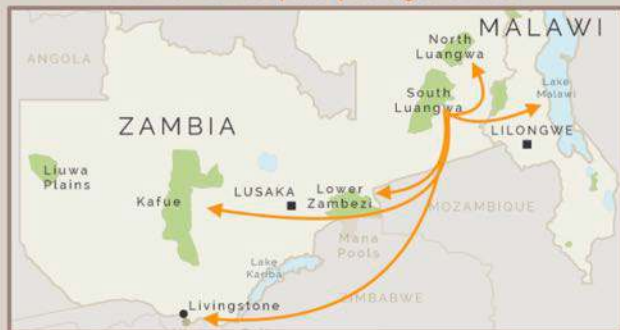 MALAWI
North
Luangwa
ANGOLA
Lake
Malawi
South
Luangwa
ZAMBIA
LILONGWE
Liuwa
Plains
Kafue
LUSAKA
Lower
Zambezi
MOZAMBIQUE
Mana
Pools
Lake
Kariba
Livingstone
ZIMBABWE